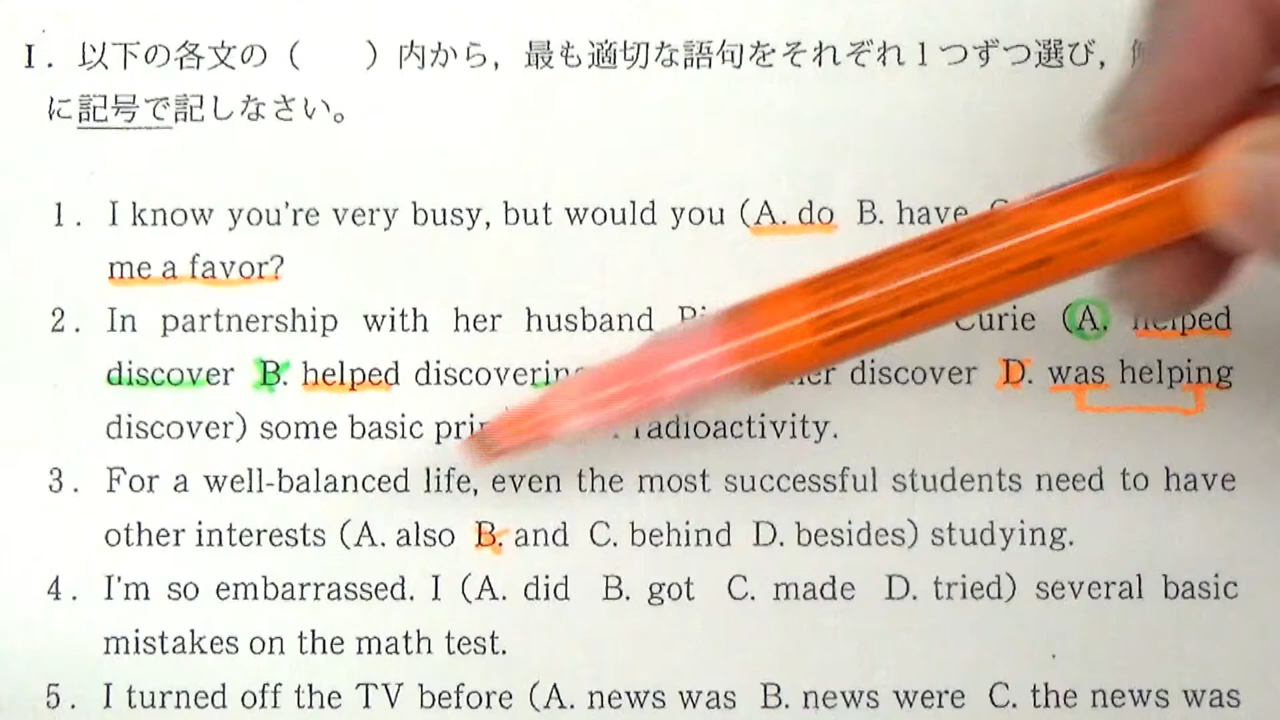 I. 以下の各文の（　　）内から，最も適切な語句をそれぞれ１つずつ選び，
に記号で記しなさい。
1. I know you're very busy, but would you (A. do B. have
me a favor?
2. In partnership with her husband Curie (A. helped
discover B. helped discovering discover D. was helping
discover) some basic radioactivity.
3. For a well-balanced life, even the most successful students need to have
other interests (A. also B. and C. behind D. besides) studying.
4. I'm so embarrassed. I (A. did B. got C. made D. tried) several basic
mistakes on the math test.
5. I turned off the TV before (A. news was B. news were C. the news was